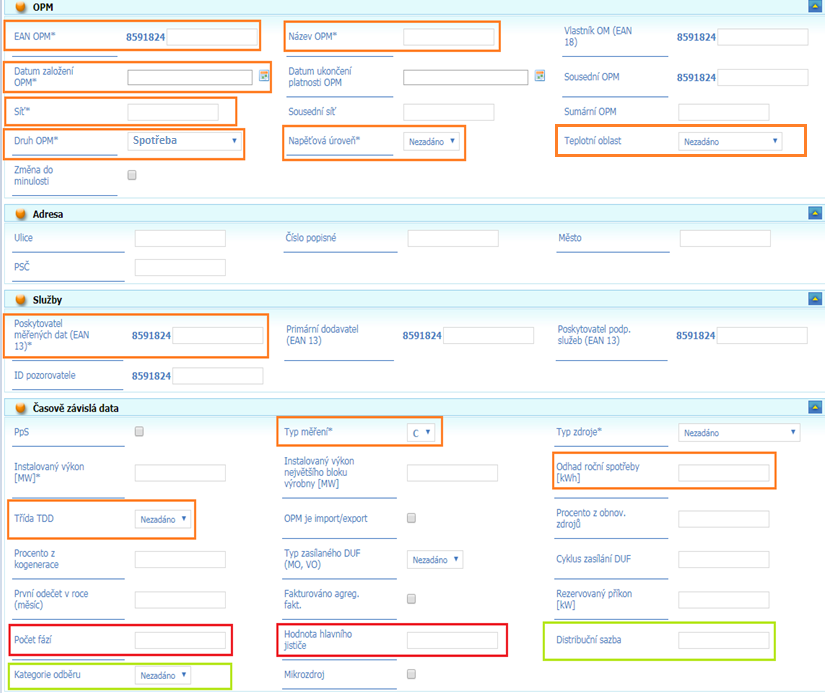 OPM
EAN OPM* 8591824 Název OPM* Vlastník OM (EAN 18) 8591824
Datum založení OPM* Datum ukončení platnosti OPM Sousední OPM 8591824
Síť* Sousední síť Sumární OPM
Druh OPM* Spotřeba Napěťová úroveň* Nezadáno Teplotní oblast Nezadáno
Změna do minulosti
Adresa
Ulice Číslo popisné Město
PSČ
Služby
Poskytovatel měřených dat (EAN 13)* 8591824 Primární dodavatel (EAN 13) 8591824 Poskytovatel podp. služeb (EAN 13) 8591824
ID pozorovatele 8591824
Časově závislá data
PpS Typ měření* C Typ zdroje* Nezadáno
Instalovaný výkon [MW]* Instalovaný výkon největšího bloku výrobny [MW] Odhad roční spotřeby [kWh]
Třída TDD Nezadáno OPM je import/export Procento z obnov. zdrojů
Procento z kogenerace Typ zasílaného DUF (MO, VO) Nezadáno Cyklus zasílání DUF
První odečet v roce (měsíc) Fakturováno agreg. fakt. Rezervovaný příkon [kW]
Počet fází Hodnota hlavního jističe Distribuční sazba
Kategorie odběru Nezadáno Mikrozdroj